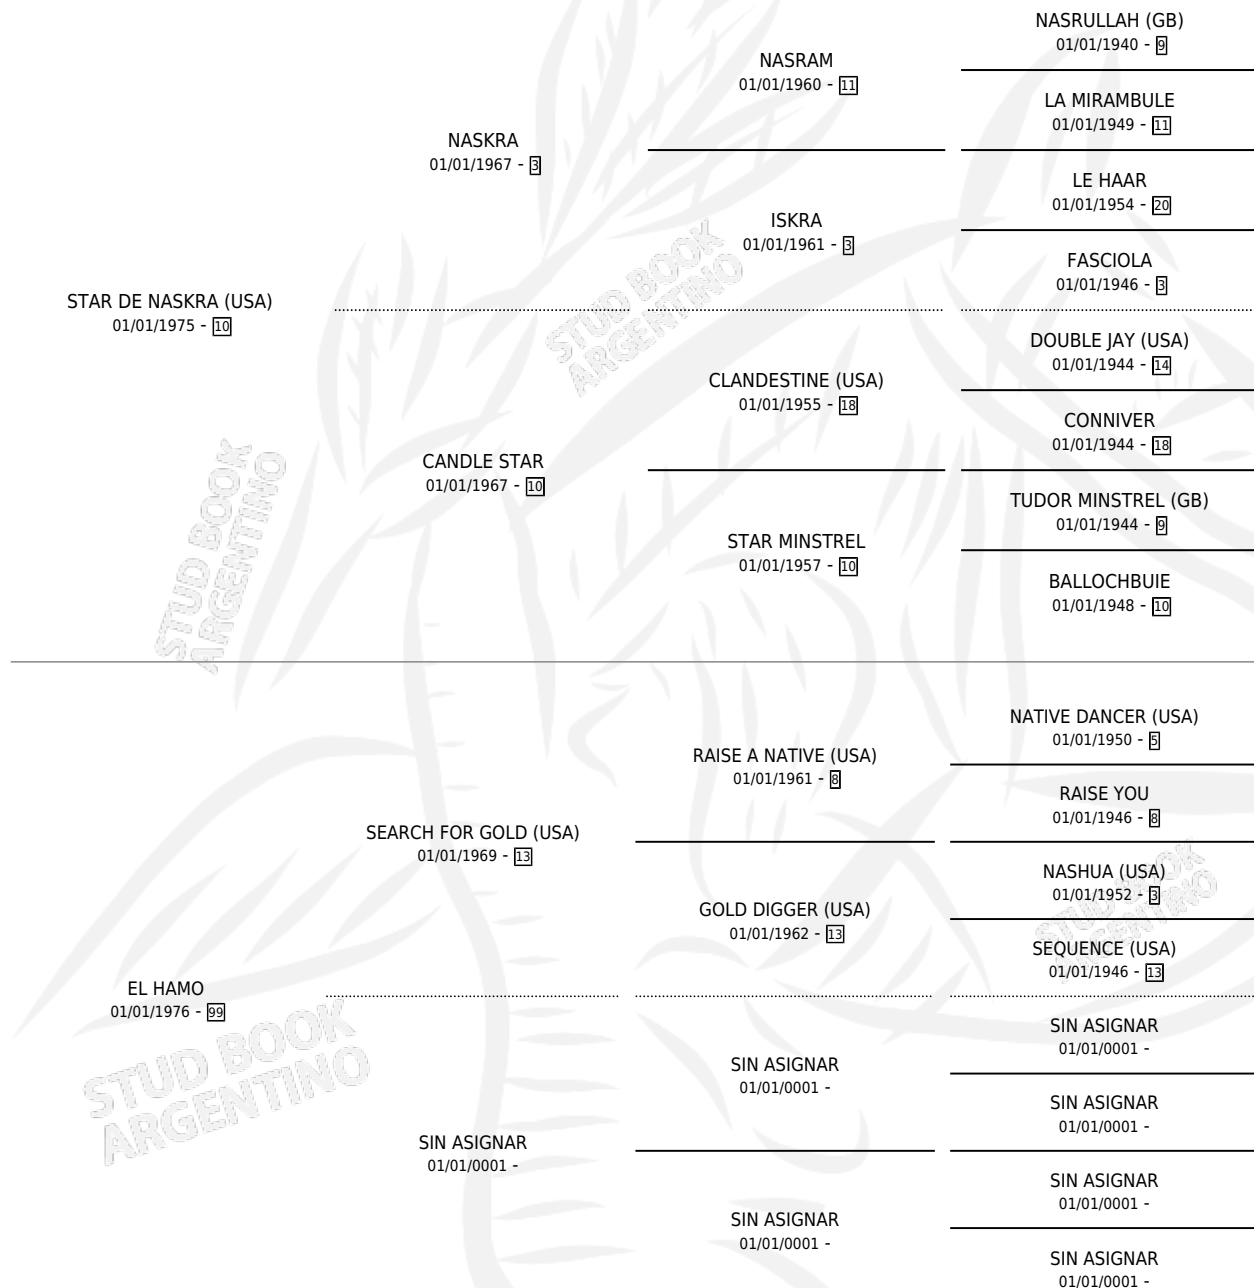 NASRULLAH (GB)
01/01/1940 - 9
NASRAM
01/01/1960 - 11
LA MIRAMBULE
01/01/1949 - 11
NASKRA
01/01/1967 - 3
LE HAAR
01/01/1954 - 20
ISKRA
01/01/1961 - 3
FASCIOLA
01/01/1946 - 3
STAR DE NASKRA (USA)
01/01/1975 - 10
DOUBLE JAY (USA)
01/01/1944 - 14
CLANDESTINE (USA)
01/01/1955 - 18
CONNIVER
01/01/1944 - 18
CANDLE STAR
01/01/1967 - 10
TUDOR MINSTREL (GB)
01/01/1944 - 9
STAR MINSTREL
01/01/1957 - 10
BALLOCHBUIE
01/01/1948 - 10
NATIVE DANCER (USA)
01/01/1950 - 5
RAISE A NATIVE (USA)
01/01/1961 - 8
RAISE YOU
01/01/1946 - 8
SEARCH FOR GOLD (USA)
01/01/1969 - 13
NASHUA (USA)
01/01/1952 - 3
GOLD DIGGER (USA)
01/01/1962 - 13
SEQUENCE (USA)
01/01/1946 - 13
EL HAMO
01/01/1976 - 99
SIN ASIGNAR
01/01/0001 -
SIN ASIGNAR
01/01/0001 -
SIN ASIGNAR
01/01/0001 -
SIN ASIGNAR
01/01/0001 -
SIN ASIGNAR
01/01/0001 -
SIN ASIGNAR
01/01/0001 -
SIN ASIGNAR
01/01/0001 -
STUD BOOK
ARGENTINO
STUD BOOK
ARGENTINO
STUD BOOK
ARGENTINO
STUD BOOK
ARGENTINO